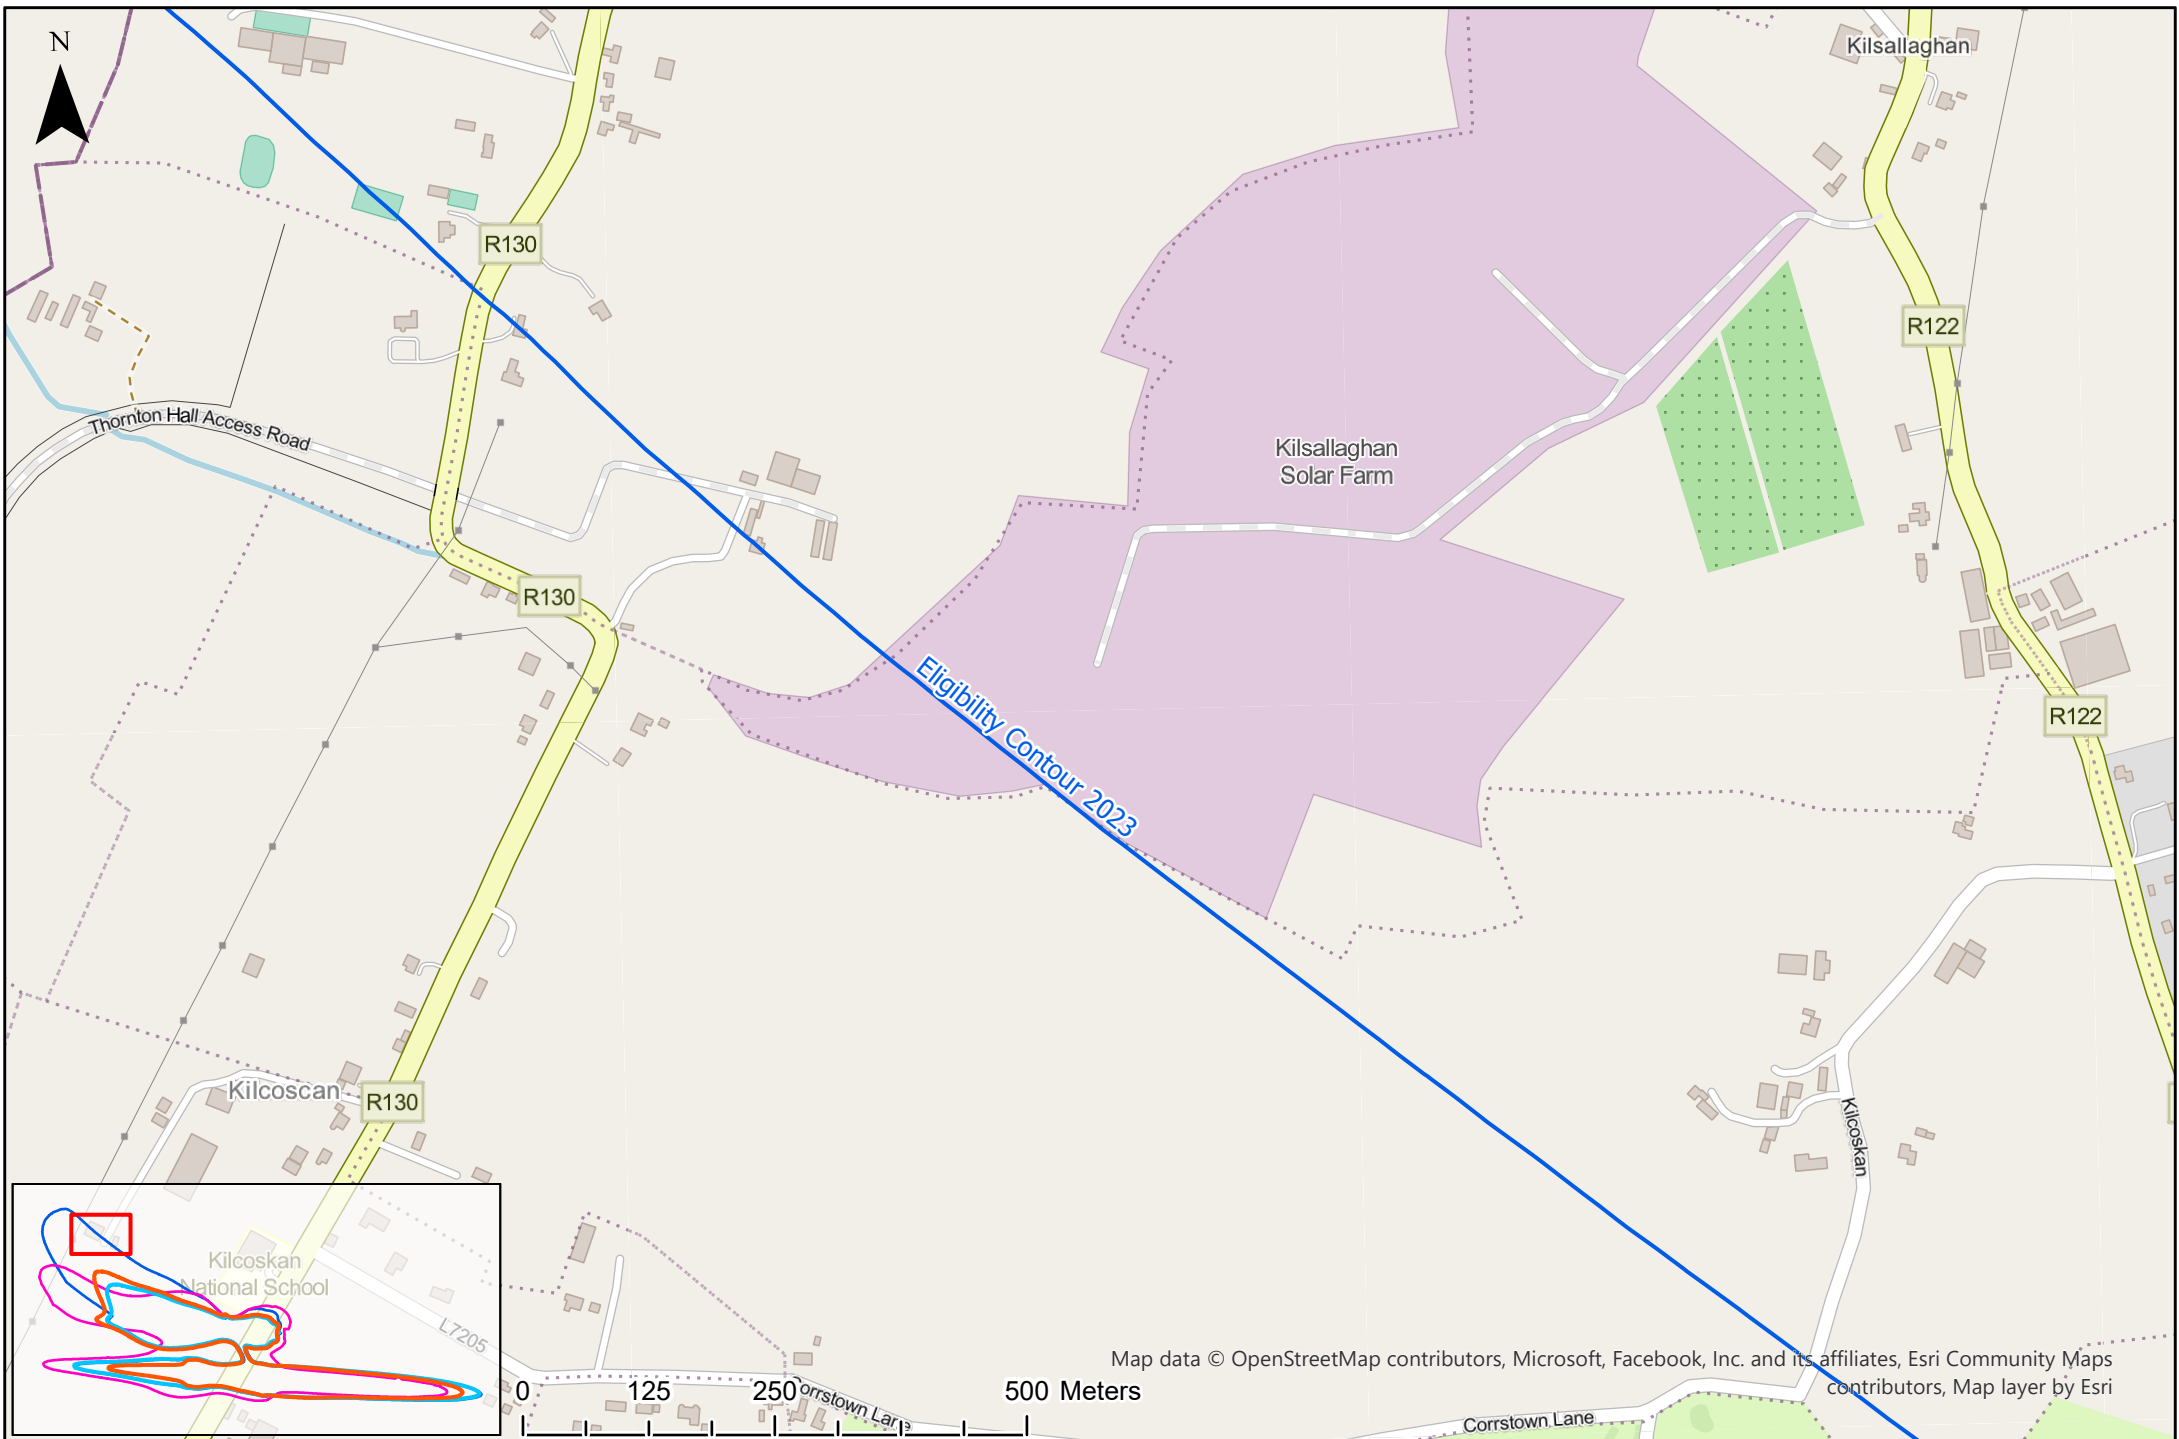 N
Kilsallaghan
R130
R122
Thornton Hall Access Road
Kilsallaghan
Solar Farm
R130
Eligibility Contour 2023
R122
Kilcoscan
R130
Kilcoskan
Kilcoskan
National School
L7205
Map data © OpenStreetMap contributors, Microsoft, Facebook, Inc. and its affiliates, Esri Community Maps
contributors, Map layer by Esri
0 125 250 500 Meters
Corrstown Lane
Corrstown Lane